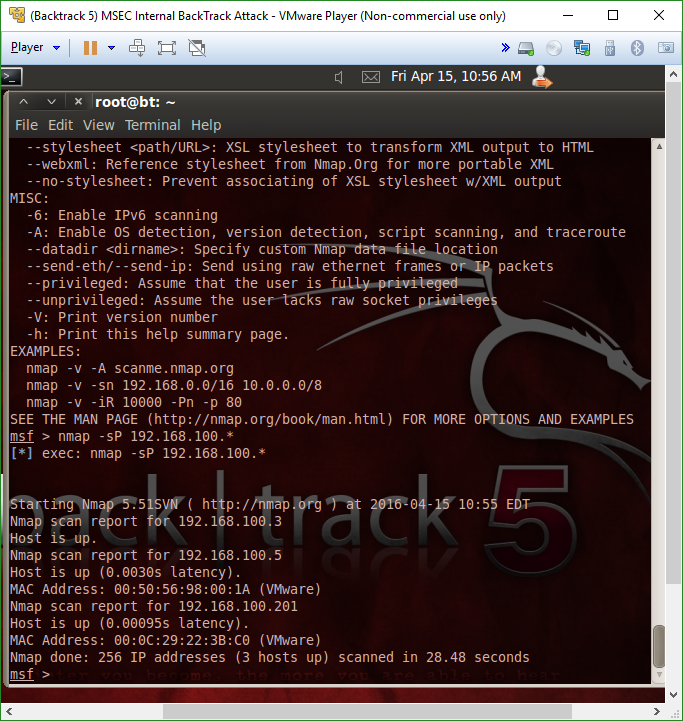 (Backtrack 5) MSEC Internal BackTrack Attack - VMware Player (Non-commercial use only)
Player
Fri Apr 15, 10:56 AM
root@bt: ~
File Edit View Terminal Help
--stylesheet <path/URL>: XSL stylesheet to transform XML output to HTML
--webxml: Reference stylesheet from Nmap.Org for more portable XML
--no-stylesheet: Prevent associating of XSL stylesheet w/XML output
MISC:
-6: Enable IPv6 scanning
-A: Enable OS detection, version detection, script scanning, and traceroute
--datadir <dirname>: Specify custom Nmap data file location
--send-eth/--send-ip: Send using raw ethernet frames or IP packets
--privileged: Assume that the user is fully privileged
--unprivileged: Assume the user lacks raw socket privileges
-V: Print version number
-h: Print this help summary page.
EXAMPLES:
nmap -v -A scanme.nmap.org
nmap -v -sn 192.168.0.0/16 10.0.0.0/8
nmap -v -iR 10000 -Pn -p 80
SEE THE MAN PAGE (http://nmap.org/book/man.html) FOR MORE OPTIONS AND EXAMPLES
msf > nmap -sP 192.168.100.*
[*] exec: nmap -sP 192.168.100.*
back | track 5
Starting Nmap 5.51SVN ( http://nmap.org ) at 2016-04-15 10:55 EDT
Nmap scan report for 192.168.100.3
Host is up.
Nmap scan report for 192.168.100.5
Host is up (0.0030s latency).
MAC Address: 00:50:56:98:00:1A (VMware)
Nmap scan report for 192.168.100.201
Host is up (0.00095s latency).
MAC Address: 00:0C:29:22:3B:C0 (VMware)
Nmap done: 256 IP addresses (3 hosts up) scanned in 28.48 seconds
msf >
you become, the more you are able to hear